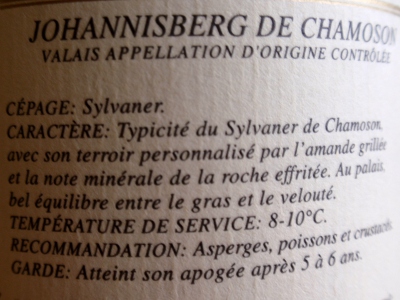 JOHANNISBERG DE CHAMOSON
VALAIS APPELLATION D'ORIGINE CONTRÔLÉE
CÉPAGE: Sylvaner.
CARACTÈRE: Typicité du Sylvaner de Chamoson,
avec son terroir personnalisé par l'amande grillée
et la note minérale de la roche effritée. Au palais,
bel équilibre entre le gras et le velouté.
TEMPÉRATURE DE SERVICE: 8-10°C.
RECOMMANDATION: Asperges, poissons et crustacés.
GARDE: Atteint son apogée après 5 à 6 ans.